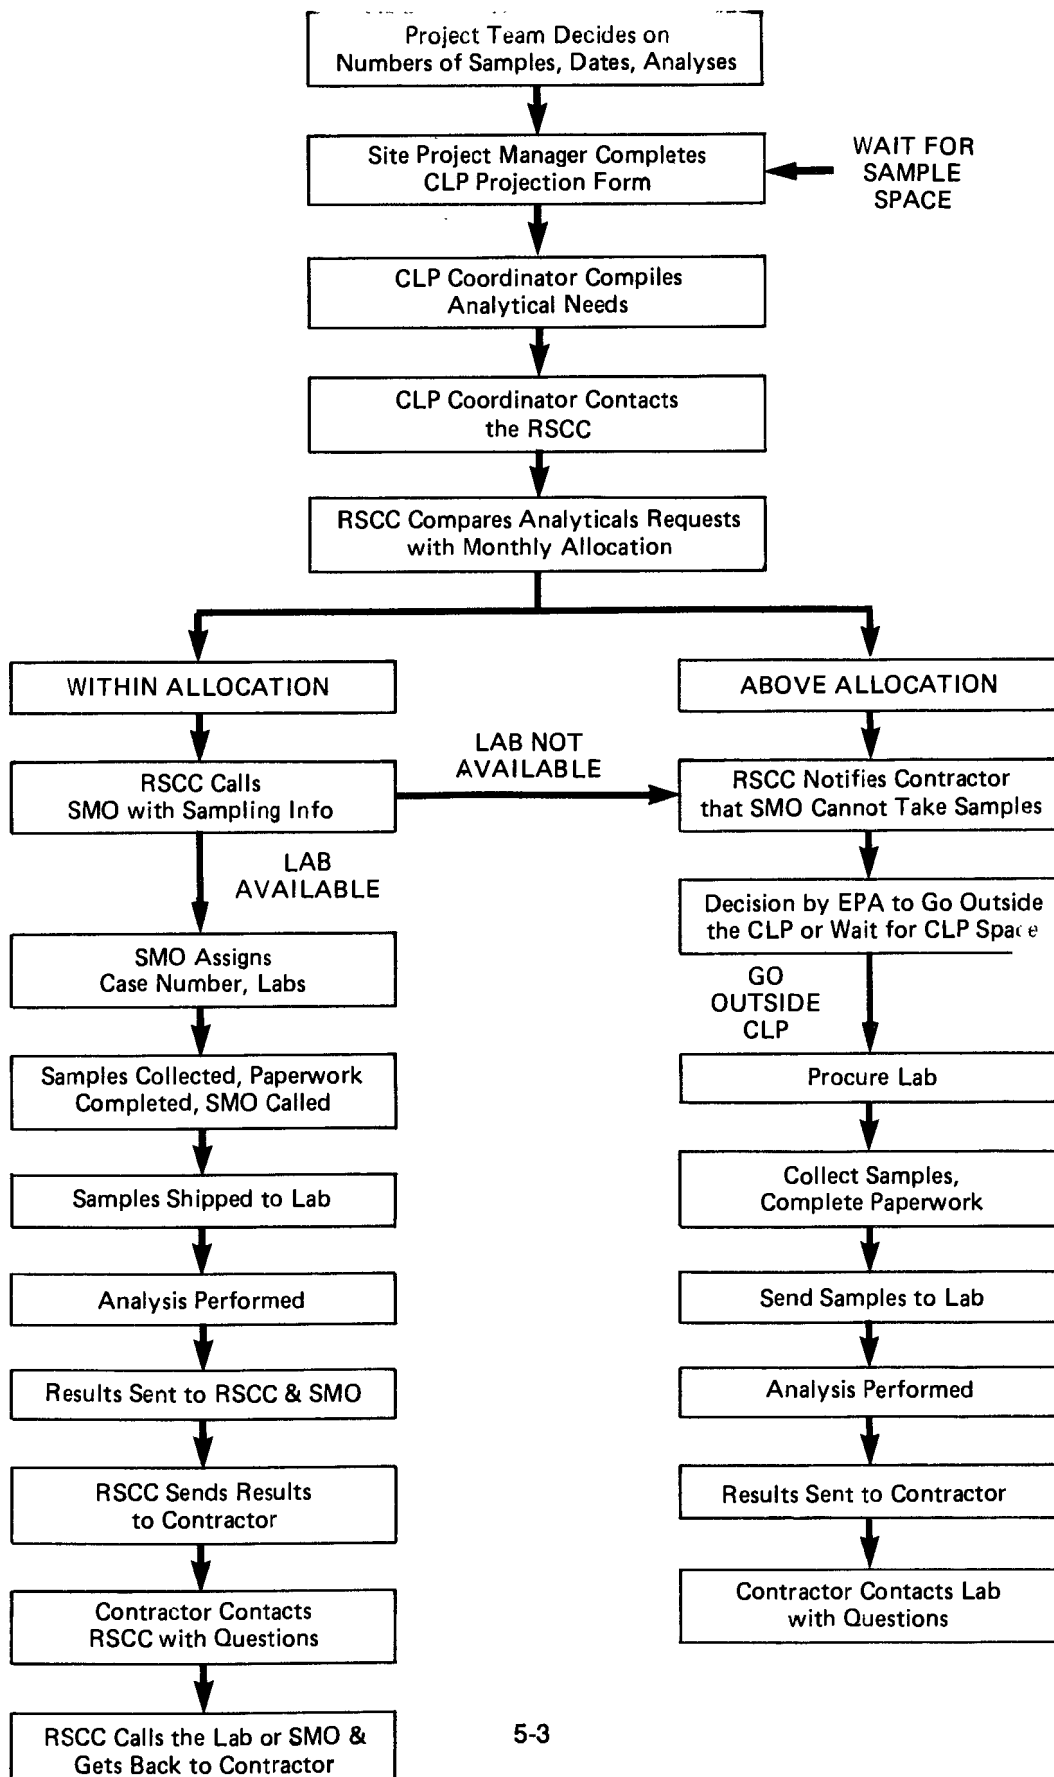 Project Team Decides on
Numbers of Samples, Dates, Analyses
Site Project Manager Completes
CLP Projection Form
WAIT FOR
SAMPLE
SPACE
CLP Coordinator Compiles
Analytical Needs
CLP Coordinator Contacts
the RSCC
RSCC Compares Analyticals Requests
with Monthly Allocation
WITHIN ALLOCATION
RSCC Calls
SMO with Sampling Info
LAB NOT
AVAILABLE
LAB
AVAILABLE
SMO Assigns
Case Number, Labs
Samples Collected, Paperwork
Completed, SMO Called
Samples Shipped to Lab
Analysis Performed
Results Sent to RSCC & SMO
RSCC Sends Results
to Contractor
Contractor Contacts
RSCC with Questions
RSCC Calls the Lab or SMO &
Gets Back to Contractor
ABOVE ALLOCATION
RSCC Notifies Contractor
that SMO Cannot Take Samples
Decision by EPA to Go Outside
the CLP or Wait for CLP Space
GO
OUTSIDE
CLP
Procure Lab
Collect Samples,
Complete Paperwork
Send Samples to Lab
Analysis Performed
Results Sent to Contractor
Contractor Contacts Lab
with Questions
5-3